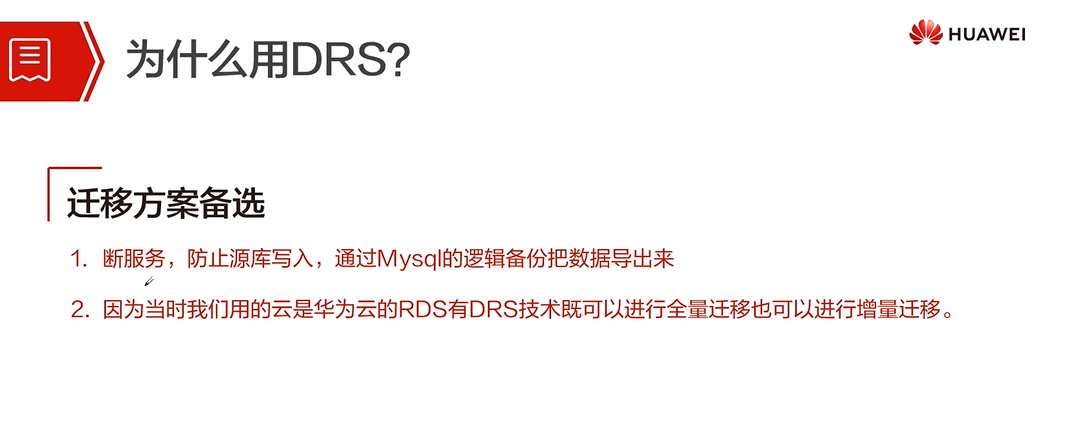 为什么用DRS?
HUAWEI
迁移方案备选
1. 断服务，防止源库写入，通过Mysql的逻辑备份把数据导出来
2. 因为当时我们用的云是华为云的RDS有DRS技术既可以进行全量迁移也可以进行增量迁移。